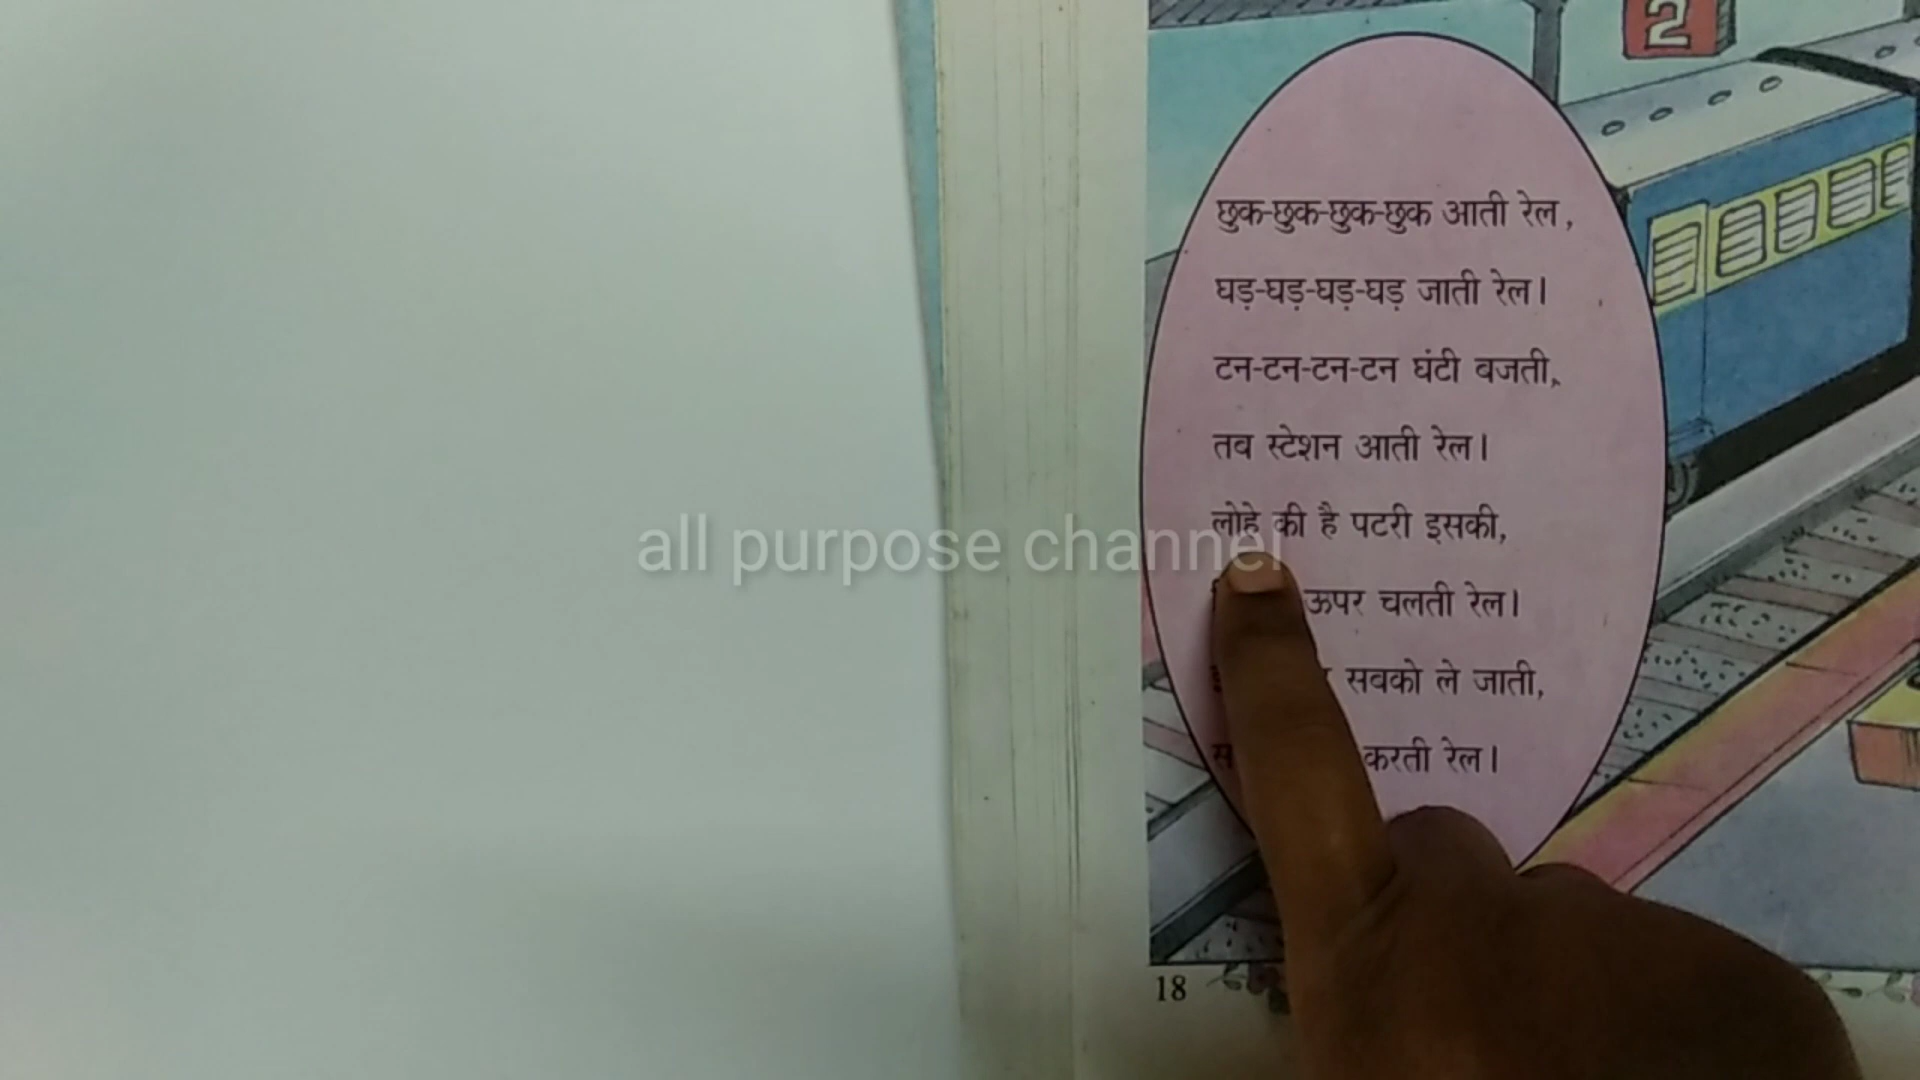 2
छुक-छुक-छुक-छुक आती रेल,
घड़-घड़-घड़-घड़ जाती रेल।
टन-टन-टन-टन घंटी बजती,
तब स्टेशन आती रेल।
लोहे की है पटरी इसकी,
ऊपर चलती रेल।
सबको ले जाती,
करती रेल।
all purpose channel
18